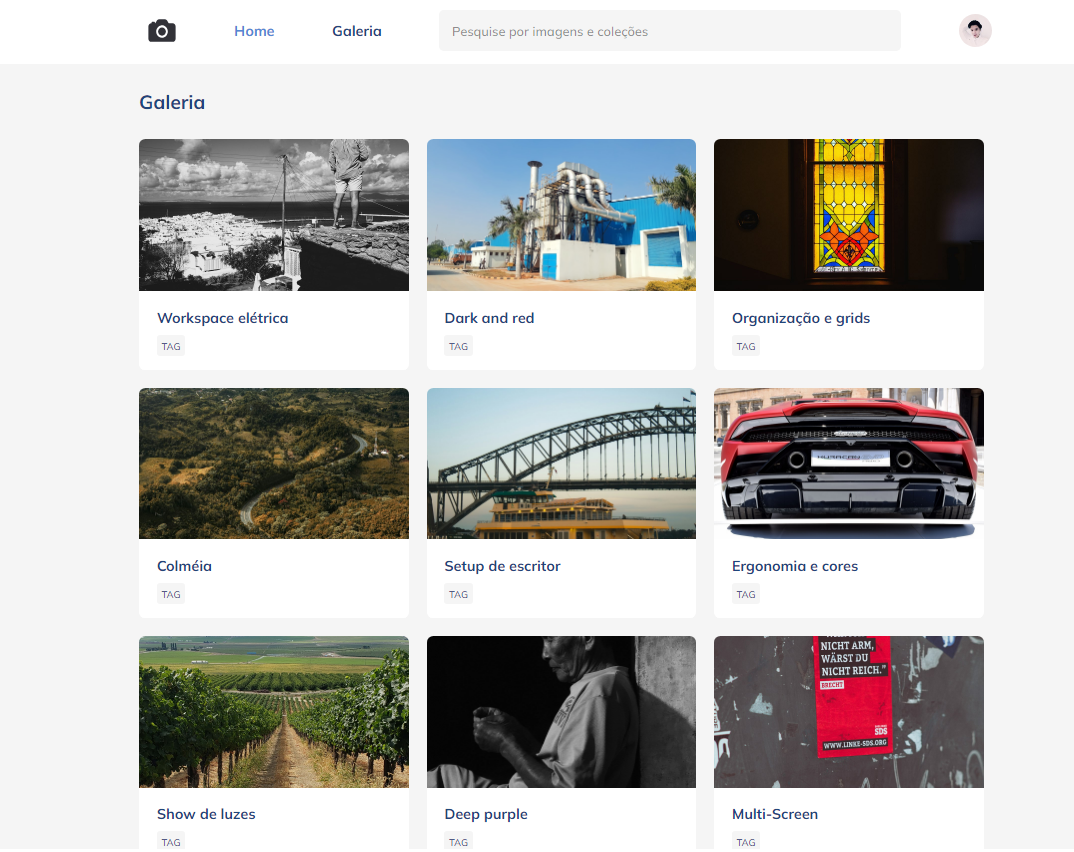 Home
Galeria
Pesquise por imagens e coleções
Galeria
Workspace elétrica
TAG
Dark and red
TAG
Organização e grids
TAG
Colméia
TAG
Setup de escritor
TAG
Ergonomia e cores
TAG
NICHT ARM,
WÄRST DU
NICHT REICH."
BRECHT
SDS
WWW.LINKE-SDS.ORG
Show de luzes
TAG
Deep purple
TAG
Multi-Screen
TAG